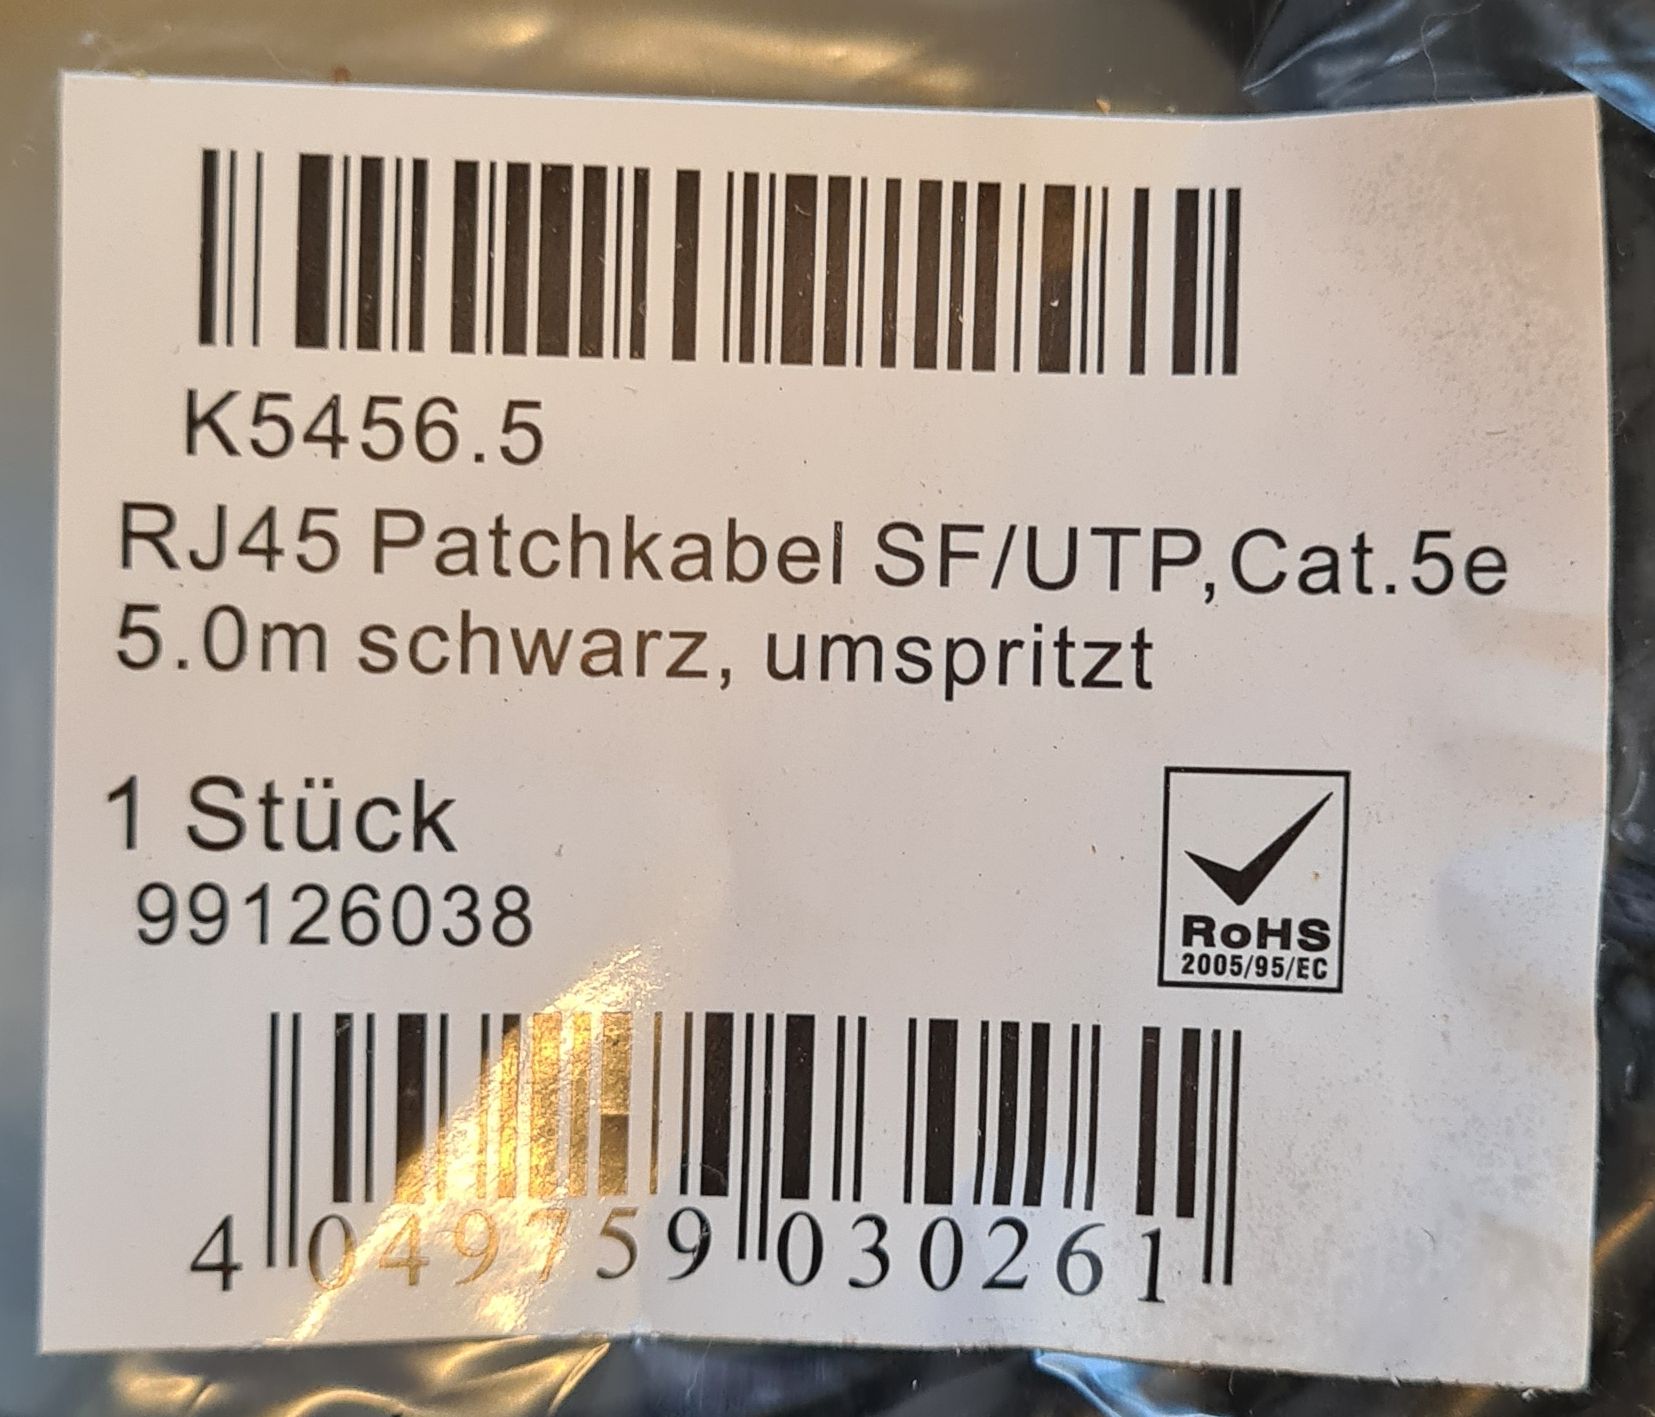 K5456.5
RJ45 Patchkabel SF/UTP,Cat.5e
5.0m schwarz, umspritzt
1 Stück
99126038
RoHS
2005/95/EC
4 049759 030261